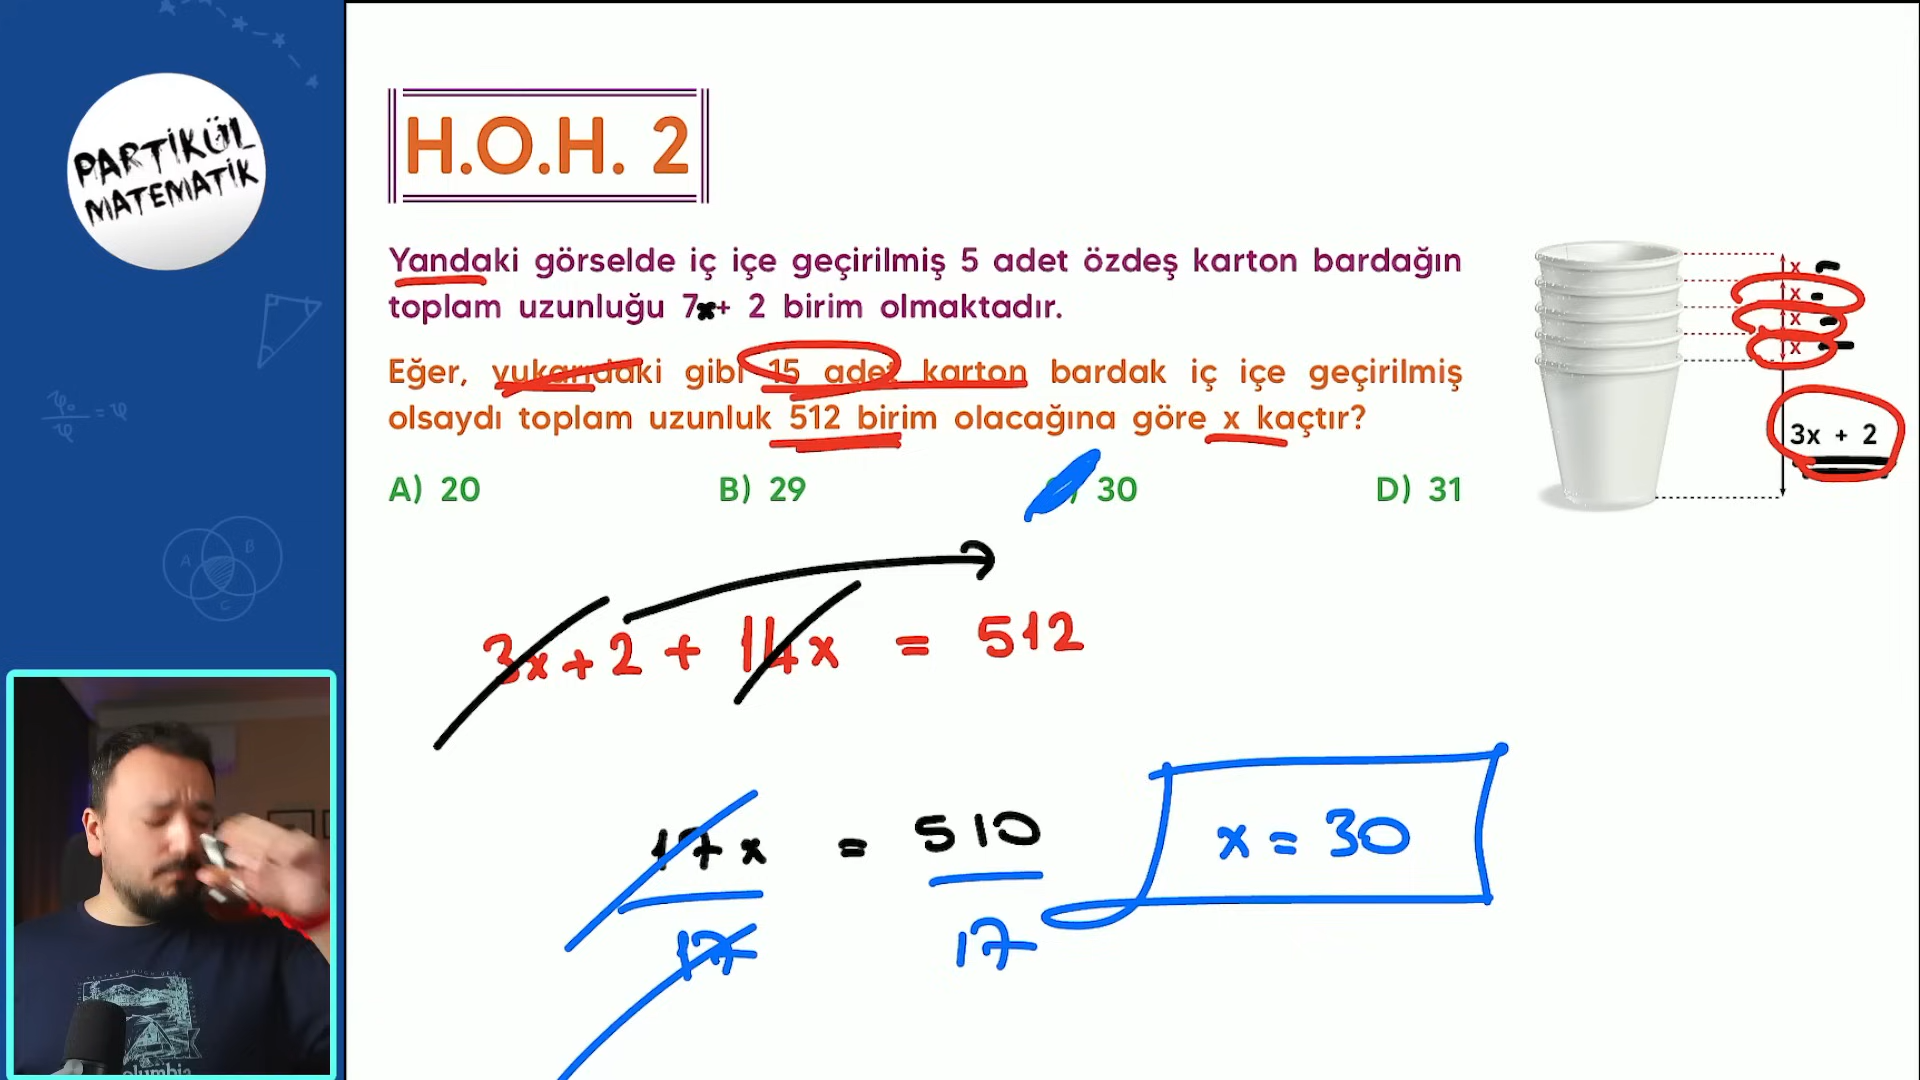 PARTİKÜL
MATEMATİK
H.O.H. 2
Yandaki görselde iç içe geçirilmiş 5 adet özdeş karton bardağın
toplam uzunluğu 7x + 2 birim olmaktadır.
Eğer, yukarıdaki gibi 15 adet karton bardak iç içe geçirilmiş
olsaydı toplam uzunluk 512 birim olacağına göre x kaçtır?
A) 20 B) 29 30 D) 31
x
x
x
x
3x + 2
3x + 2 + 14x = 512
17x = 510
17 17
x = 30
φ₀/φ = φ
A B
C
Columbia